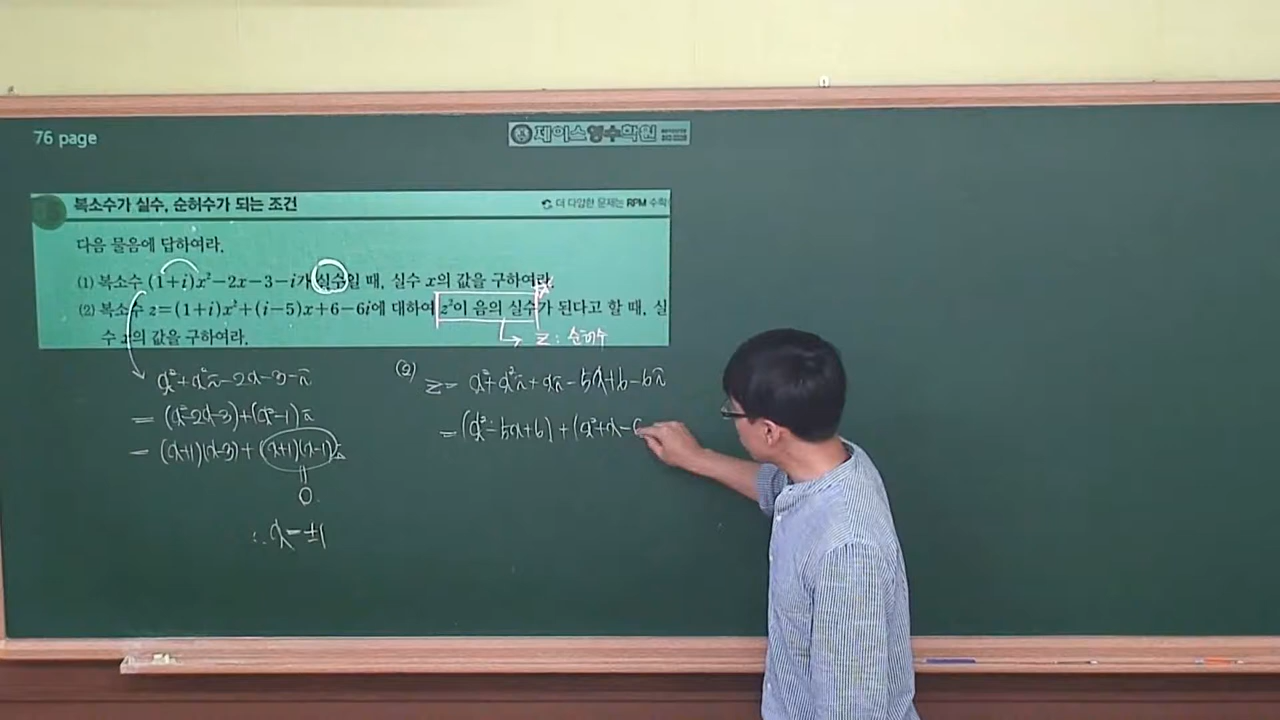 76 page
제이스영수학원
복소수가 실수, 순허수가 되는 조건
더 다양한 문제는 RPM 수학
다음 물음에 답하여라.
(1) 복소수 (1+i)x²-2x-3-i가 실수일 때, 실수 x의 값을 구하여라.
(2) 복소수 z=(1+i)x²+(i-5)x+6-6i에 대하여 z²이 음의 실수가 된다고 할 때, 실
수 x의 값을 구하여라.
→ z : 순허수
x²+x²i-2x-3-i
=(x²-2x-3)+(x²-1)i
=(x+1)(x-3)+(x+1)(x-1)i
0
∴ x=±1
(2) z= x²+x²i+xi-5x+6-6i
=(x²-5x+6)+(x²+x-6